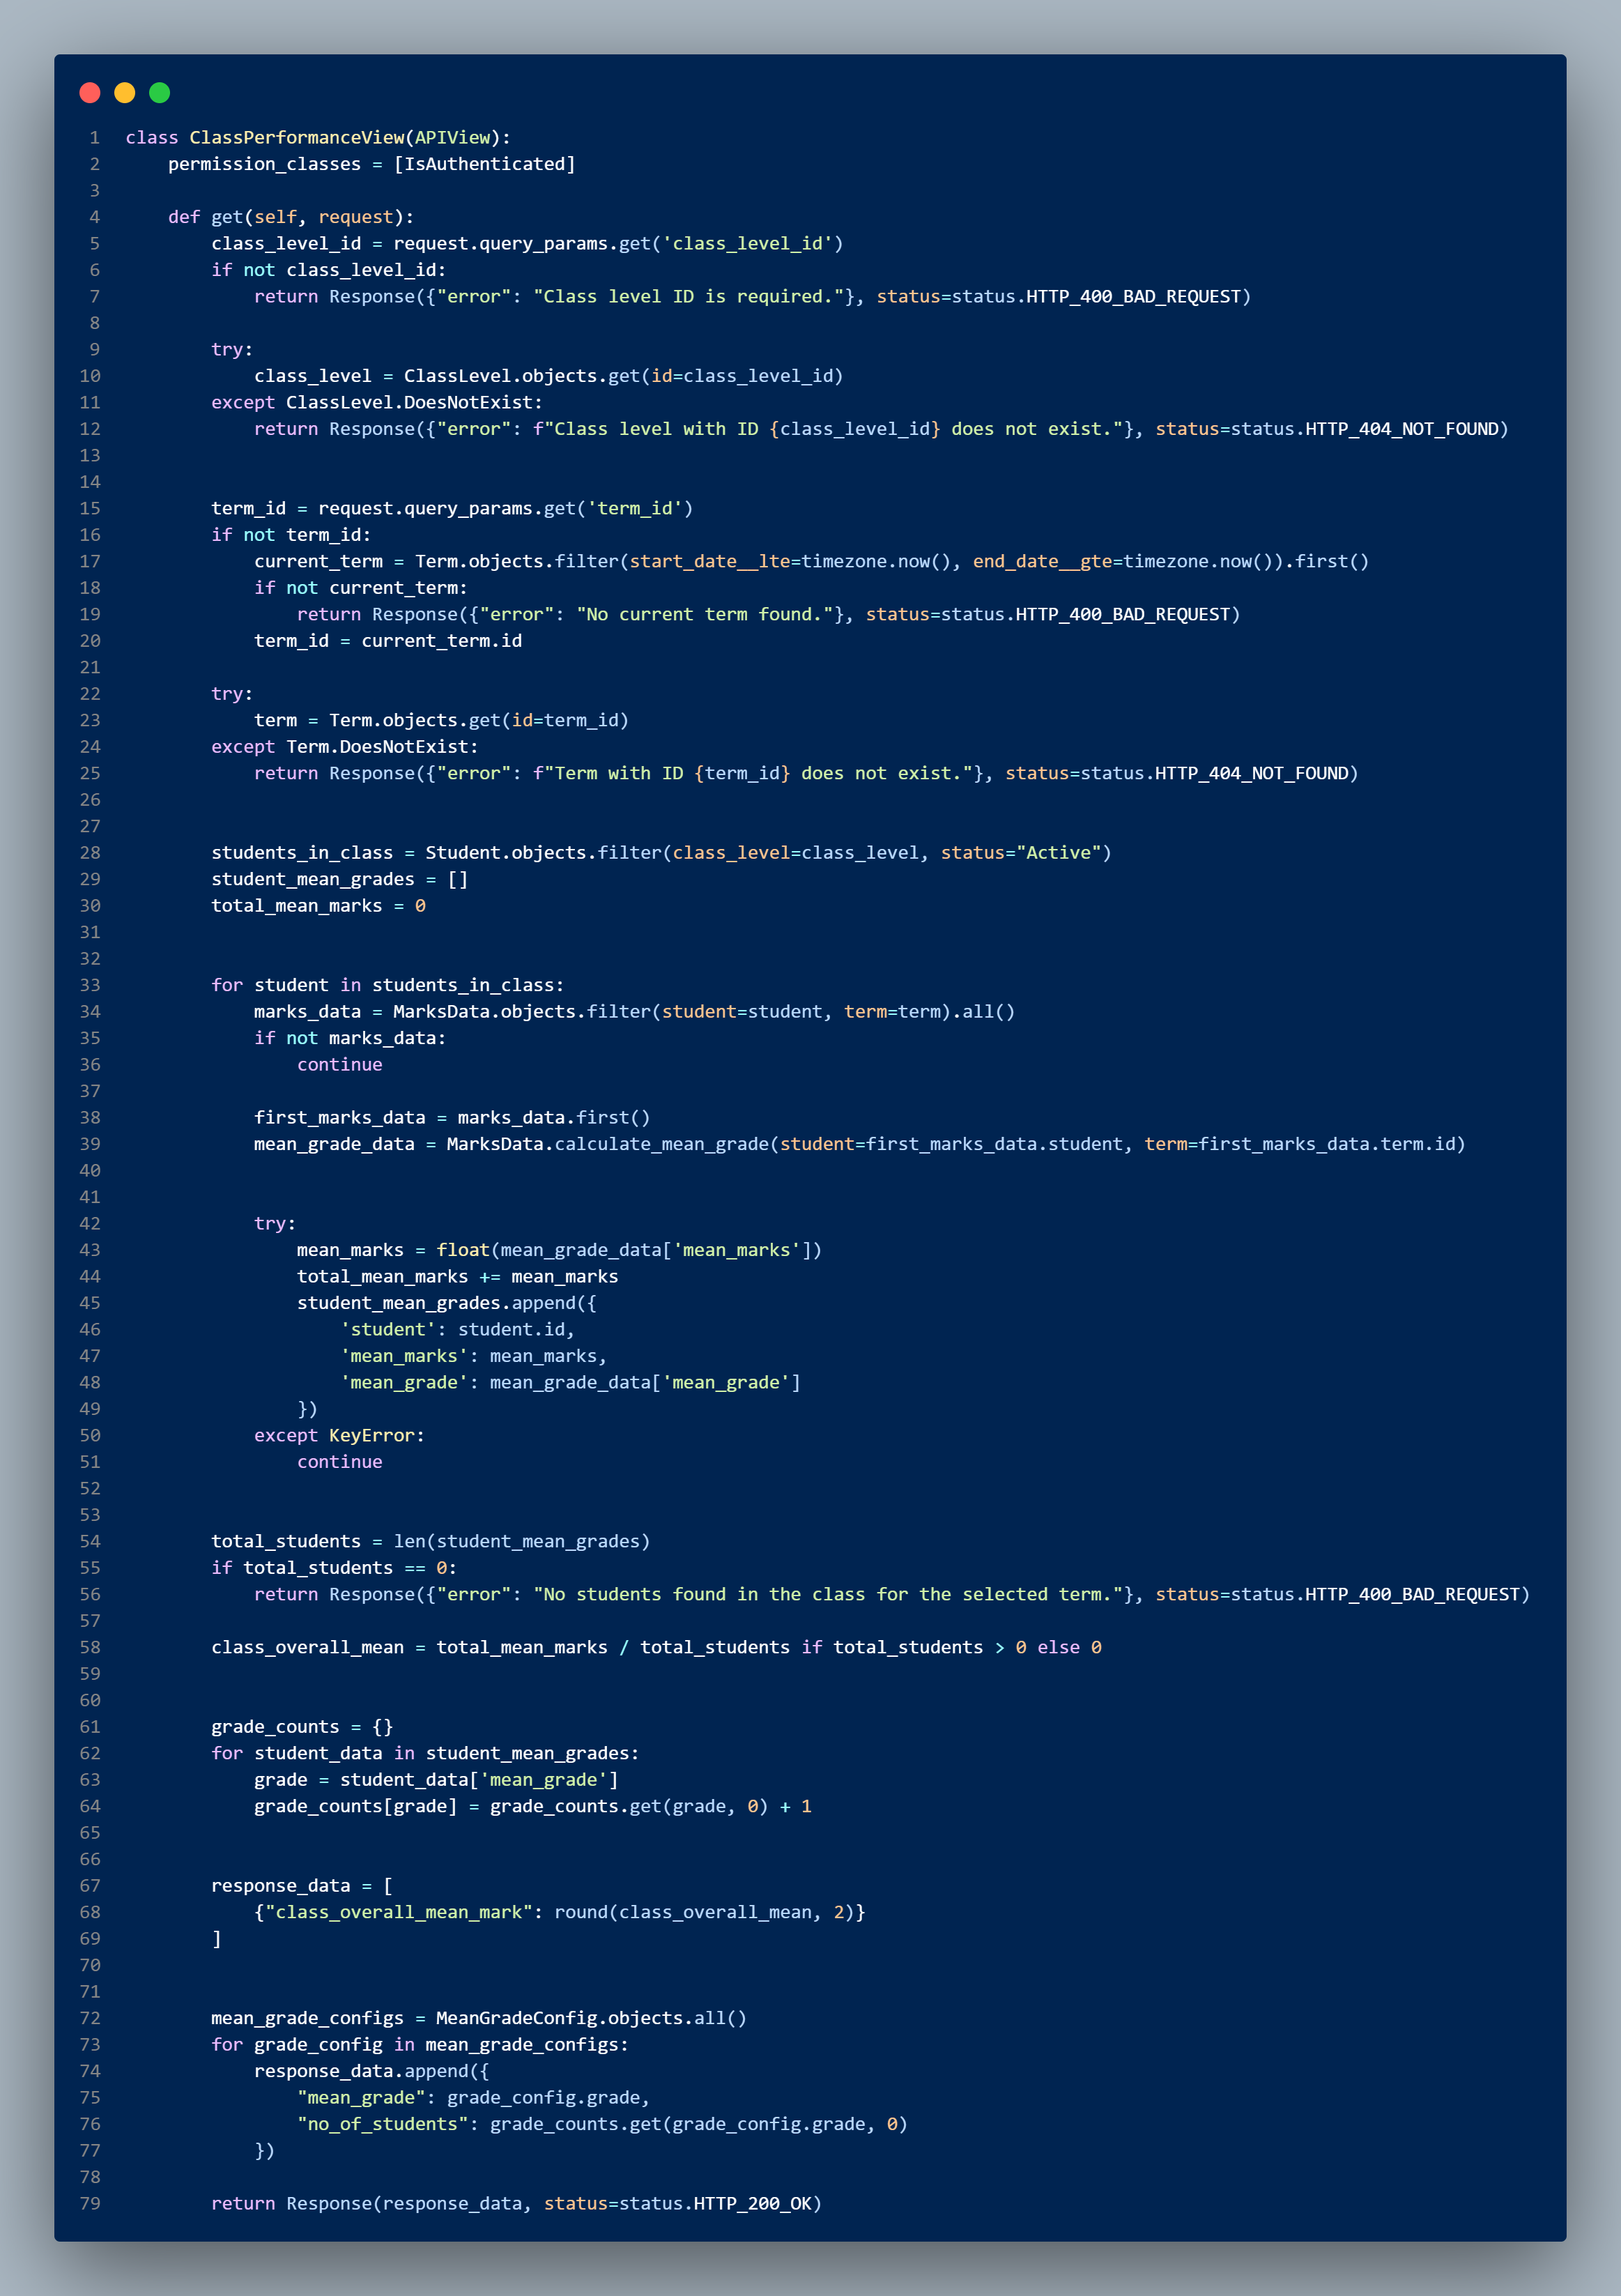 1 class ClassPerformanceView(APIView):
2     permission_classes = [IsAuthenticated]
3
4     def get(self, request):
5         class_level_id = request.query_params.get('class_level_id')
6         if not class_level_id:
7             return Response({"error": "Class level ID is required."}, status=status.HTTP_400_BAD_REQUEST)
8
9         try:
10             class_level = ClassLevel.objects.get(id=class_level_id)
11         except ClassLevel.DoesNotExist:
12             return Response({"error": f"Class level with ID {class_level_id} does not exist."}, status=status.HTTP_404_NOT_FOUND)
13
14
15         term_id = request.query_params.get('term_id')
16         if not term_id:
17             current_term = Term.objects.filter(start_date__lte=timezone.now(), end_date__gte=timezone.now()).first()
18             if not current_term:
19                 return Response({"error": "No current term found."}, status=status.HTTP_400_BAD_REQUEST)
20             term_id = current_term.id
21
22         try:
23             term = Term.objects.get(id=term_id)
24         except Term.DoesNotExist:
25             return Response({"error": f"Term with ID {term_id} does not exist."}, status=status.HTTP_404_NOT_FOUND)
26
27
28         students_in_class = Student.objects.filter(class_level=class_level, status="Active")
29         student_mean_grades = []
30         total_mean_marks = 0
31
32
33         for student in students_in_class:
34             marks_data = MarksData.objects.filter(student=student, term=term).all()
35             if not marks_data:
36                 continue
37
38             first_marks_data = marks_data.first()
39             mean_grade_data = MarksData.calculate_mean_grade(student=first_marks_data.student, term=first_marks_data.term.id)
40
41
42             try:
43                 mean_marks = float(mean_grade_data['mean_marks'])
44                 total_mean_marks += mean_marks
45                 student_mean_grades.append({
46                     'student': student.id,
47                     'mean_marks': mean_marks,
48                     'mean_grade': mean_grade_data['mean_grade']
49                 })
50             except KeyError:
51                 continue
52
53
54         total_students = len(student_mean_grades)
55         if total_students == 0:
56             return Response({"error": "No students found in the class for the selected term."}, status=status.HTTP_400_BAD_REQUEST)
57
58         class_overall_mean = total_mean_marks / total_students if total_students > 0 else 0
59
60
61         grade_counts = {}
62         for student_data in student_mean_grades:
63             grade = student_data['mean_grade']
64             grade_counts[grade] = grade_counts.get(grade, 0) + 1
65
66
67         response_data = [
68             {"class_overall_mean_mark": round(class_overall_mean, 2)}
69         ]
70
71
72         mean_grade_configs = MeanGradeConfig.objects.all()
73         for grade_config in mean_grade_configs:
74             response_data.append({
75                 "mean_grade": grade_config.grade,
76                 "no_of_students": grade_counts.get(grade_config.grade, 0)
77             })
78
79         return Response(response_data, status=status.HTTP_200_OK)